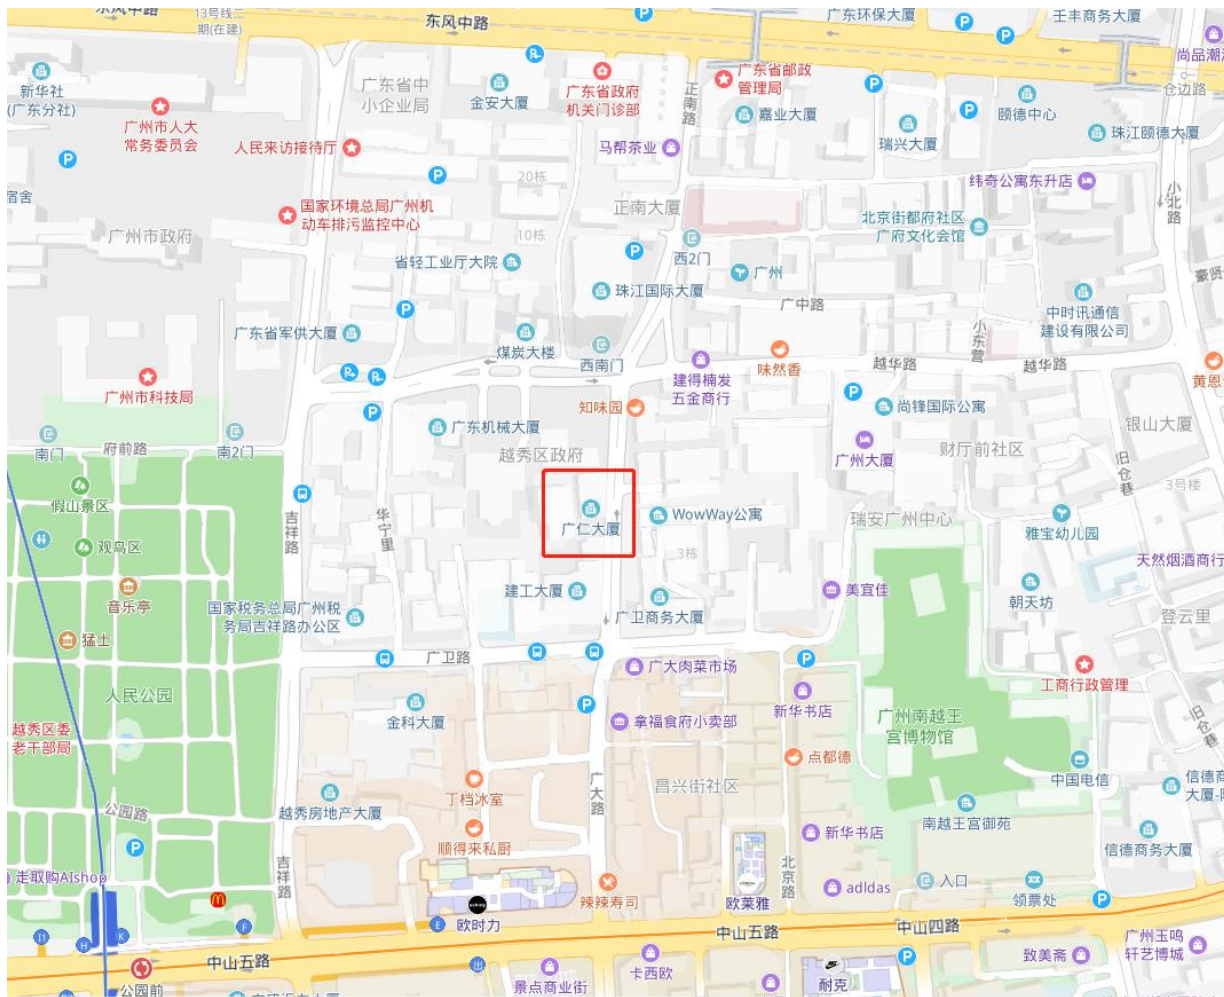 东风中路
13号线二
期(在建)
东风中路
广东环保大厦
壬丰商务大厦
尚品潮
新华社
(广东分社)
广东省中
小企业局
金安大厦
广东省政府
机关门诊部
正南路
广东省邮政
管理局
嘉业大厦
仓边路
颐德中心
珠江颐德大厦
广州市人大
常务委员会
人民来访接待厅
马帮茶业
瑞兴大厦
宿舍
20栋
纬奇公寓东升店
小北路
国家环境总局广州机
动车排污监控中心
正南大厦
北京街都府社区
广府文化会馆
广州市政府
10栋
西2门
省轻工业厅大院
广州
豪贤
珠江国际大厦
广中路
中时讯通信
建设有限公司
广东省军供大厦
煤炭大楼
西南门
小东营
越华路
越华路
味然香
建得楠发
五金商行
黄恩
广州市科技局
知味园
尚锋国际公寓
南门
府前路
南2门
广东机械大厦
越秀区政府
广州大厦
财厅前社区
银山大厦
旧仓巷
3号楼
假山景区
吉祥路
华宁里
广仁大厦
WowWay公寓
瑞安广州中心
雅宝幼儿园
观鸟区
3栋
天然烟酒商行
音乐亭
国家税务总局广州税
务局吉祥路办公区
建工大厦
广卫商务大厦
美宜佳
朝天坊
登云里
猛士
广卫路
广大肉菜市场
工商行政管理
人民公园
金科大厦
新华书店
拿福食府小卖部
广州南越王
宫博物馆
旧仓巷
越秀区委
老干部局
点都德
中国电信
丁档冰室
广大路
昌兴街社区
信德商
大厦-
公园路
越秀房地产大厦
南越王宫御苑
顺得来私厨
新华书店
信德商务大厦
吉祥路
北京路
走取购AIshop
adldas
入口
领票处
辣辣寿司
欧莱雅
欧时力
中山五路
中山五路
中山四路
广州玉鸣
轩艺博城
致美斋
卡西欧
耐克
景点商业街
公园前